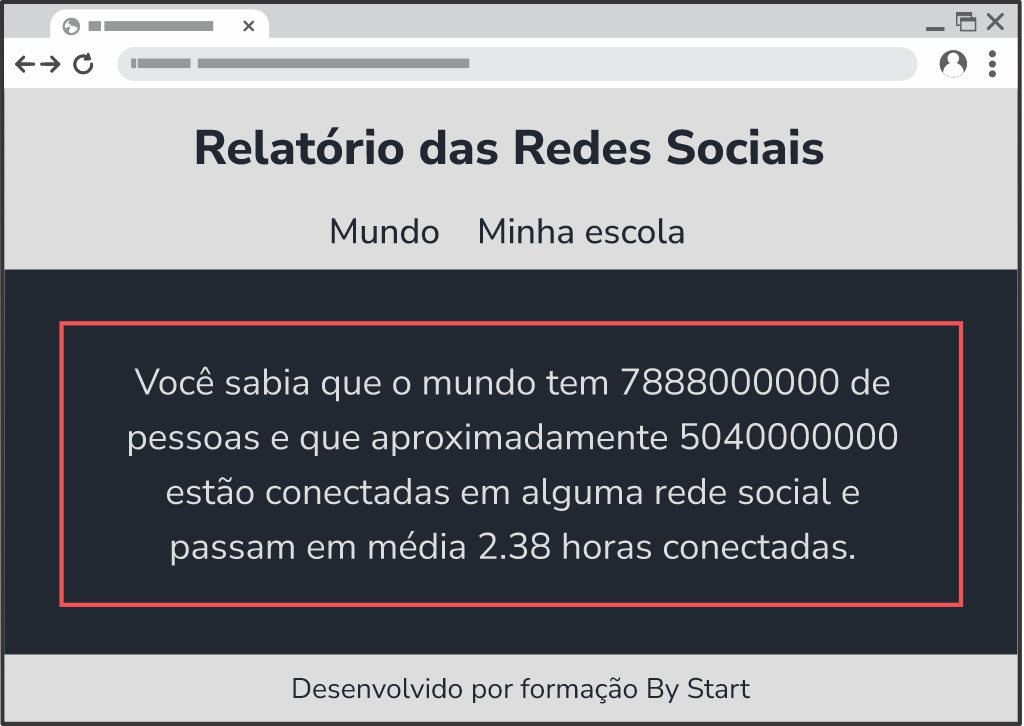 Relatório das Redes Sociais
Mundo Minha escola
Você sabia que o mundo tem 7888000000 de
pessoas e que aproximadamente 5040000000
estão conectadas em alguma rede social e
passam em média 2.38 horas conectadas.
Desenvolvido por formação By Start